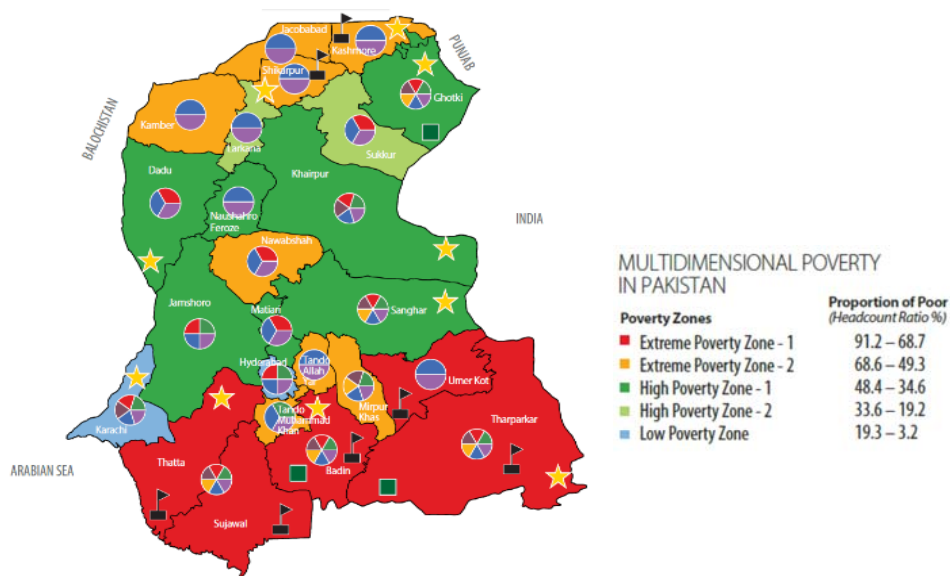 Jacobabad
Kashmore
PUNJAB
Shikarpur
Ghotki
BALOCHISTAN
Kamber
Larkana
Sukkur
Dadu
Khairpur
Naushahro
Feroze
INDIA
Nawabshah
Jamshoro
Matiari
Sanghar
Hyderabad
Tando
Allah
Yar
Umer Kot
Mirpur
Khas
Tando
Muhammad
Khan
Karachi
Tharparkar
ARABIAN SEA
Thatta
Badin
Sujawal
MULTIDIMENSIONAL POVERTY
IN PAKISTAN
Proportion of Poor
Poverty Zones (Headcount Ratio %)
Extreme Poverty Zone - 1 91.2 – 68.7
Extreme Poverty Zone - 2 68.6 – 49.3
High Poverty Zone - 1 48.4 – 34.6
High Poverty Zone - 2 33.6 – 19.2
Low Poverty Zone 19.3 – 3.2